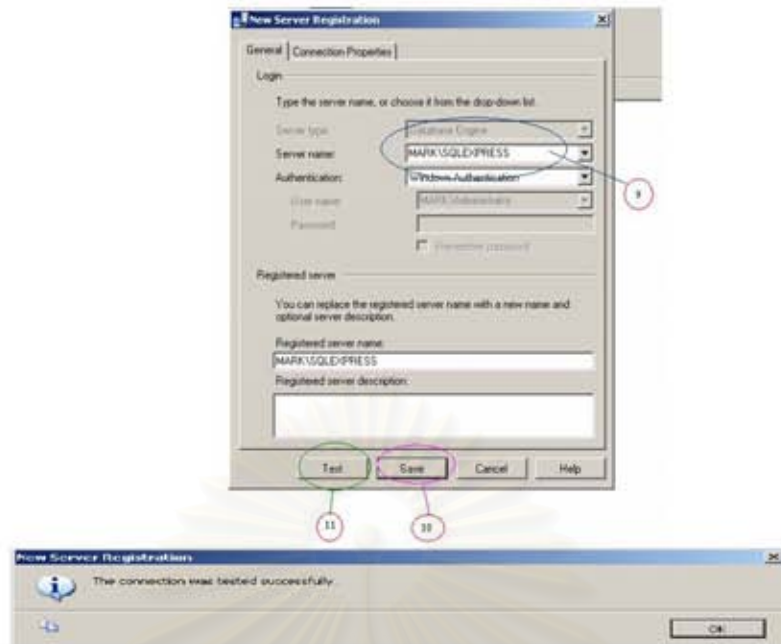 New Server Registration
General
Connection Properties
Login
Type the server name, or choose it from the drop-down list.
Server type:
Database Engine
Server name:
MARK\SQLEXPRESS
Authentication:
Windows Authentication
User name:
Password:
Remember password
9
Registered server
You can replace the registered server name with a new name and
optional server description.
Registered server name:
MARK\SQLEXPRESS
Registered server description:
Test
Save
Cancel
Help
11
10
New Server Registration
The connection was tested successfully.
OK